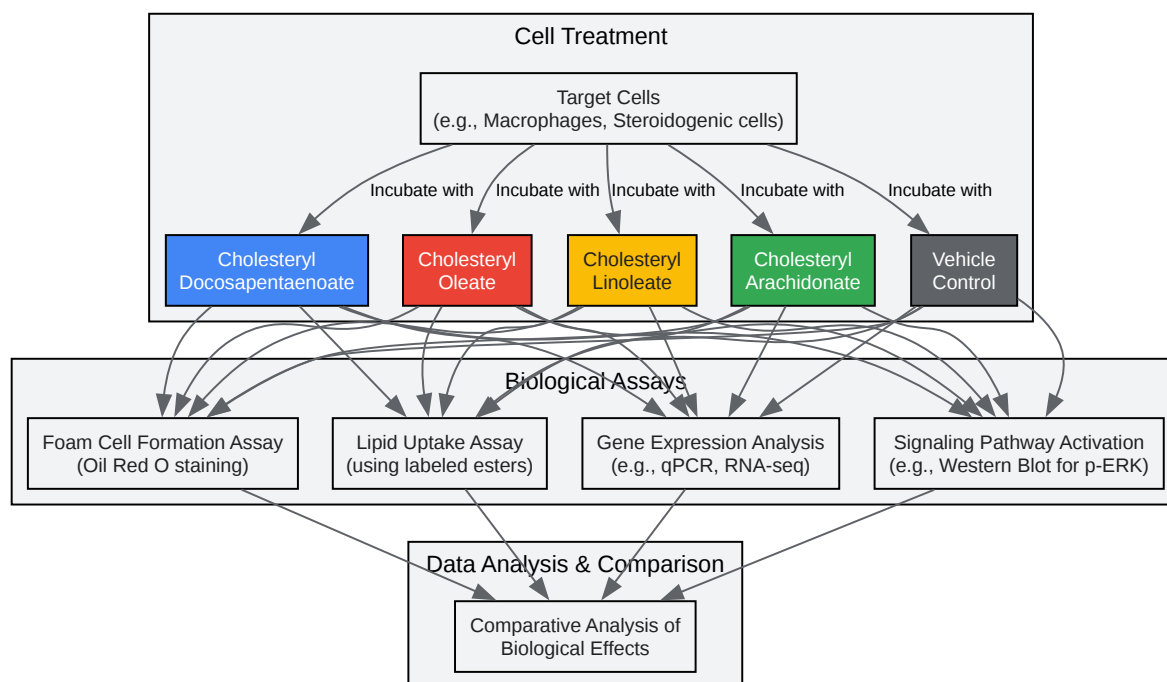 Cell Treatment
Target Cells
(e.g., Macrophages, Steroidogenic cells)
Incubate with
Incubate with
Incubate with
Incubate with
Incubate with
Cholesteryl
Docosapentaenoate
Cholesteryl
Oleate
Cholesteryl
Linoleate
Cholesteryl
Arachidonate
Vehicle
Control
Biological Assays
Foam Cell Formation Assay
(Oil Red O staining)
Lipid Uptake Assay
(using labeled esters)
Gene Expression Analysis
(e.g., qPCR, RNA-seq)
Signaling Pathway Activation
(e.g., Western Blot for p-ERK)
Data Analysis & Comparison
Comparative Analysis of
Biological Effects